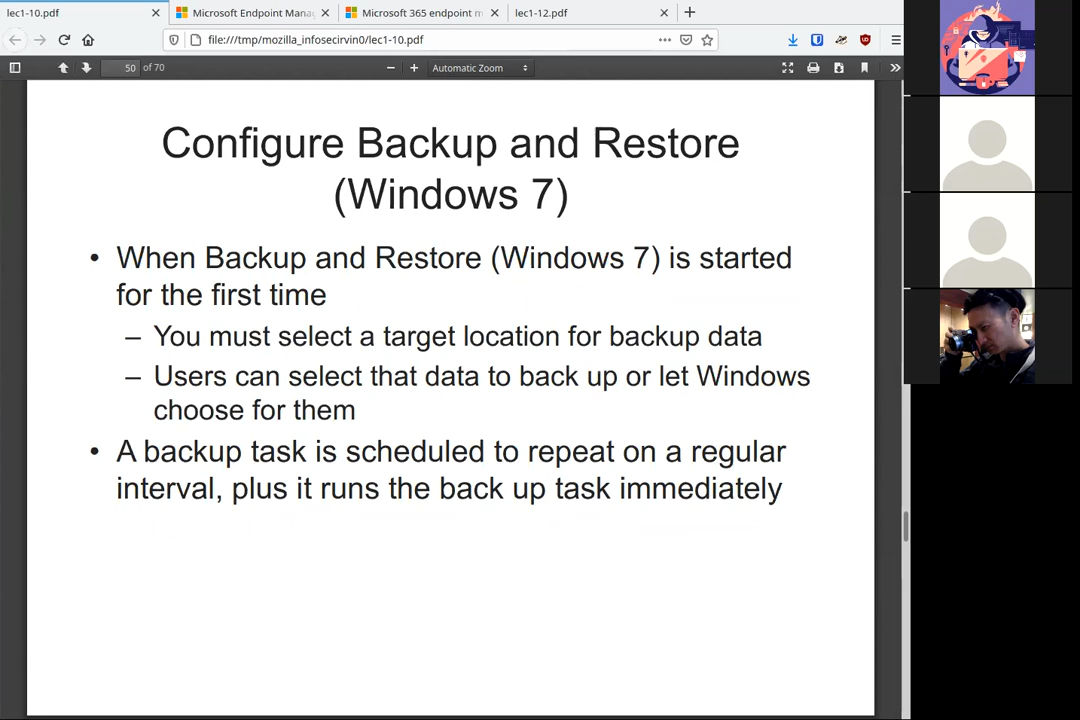 lec1-10.pdf
Microsoft Endpoint Mana
Microsoft 365 endpoint m
lec1-12.pdf
file:///tmp/mozilla_infosecirvin0/lec1-10.pdf
50 of 70
Automatic Zoom
Configure Backup and Restore
(Windows 7)
• When Backup and Restore (Windows 7) is started
for the first time
– You must select a target location for backup data
– Users can select that data to back up or let Windows
choose for them
• A backup task is scheduled to repeat on a regular
interval, plus it runs the back up task immediately